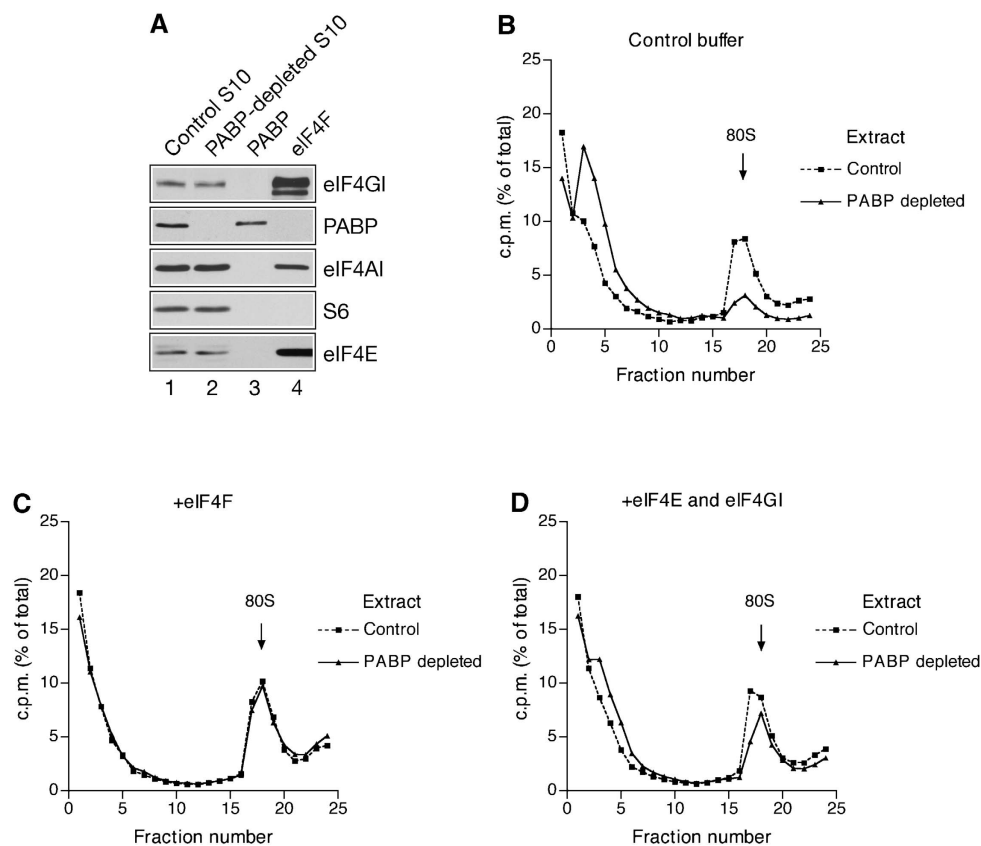 A
Control S10
PABP-depleted S10
PABP
eIF4F
eIF4GI
PABP
eIF4AI
S6
eIF4E
1 2 3 4
B
Control buffer
c.p.m. (% of total)
25
20
15
10
5
0
0 5 10 15 20 25
Fraction number
80S
Extract
Control
PABP depleted
C
+eIF4F
c.p.m. (% of total)
25
20
15
10
5
0
0 5 10 15 20 25
Fraction number
80S
Extract
Control
PABP depleted
D
+eIF4E and eIF4GI
c.p.m. (% of total)
25
20
15
10
5
0
0 5 10 15 20 25
Fraction number
80S
Extract
Control
PABP depleted